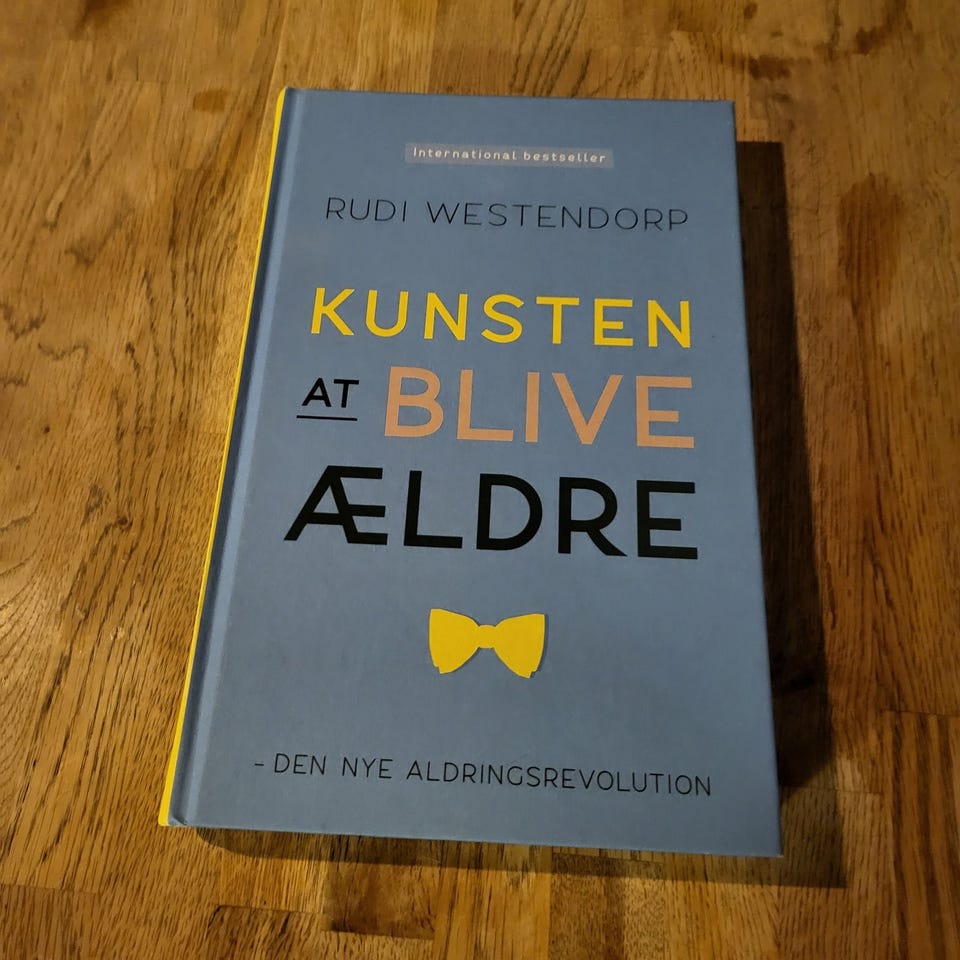 International bestseller
RUDI WESTENDORP
KUNSTEN
AT BLIVE
ÆLDRE
– DEN NYE ALDRINGSREVOLUTION